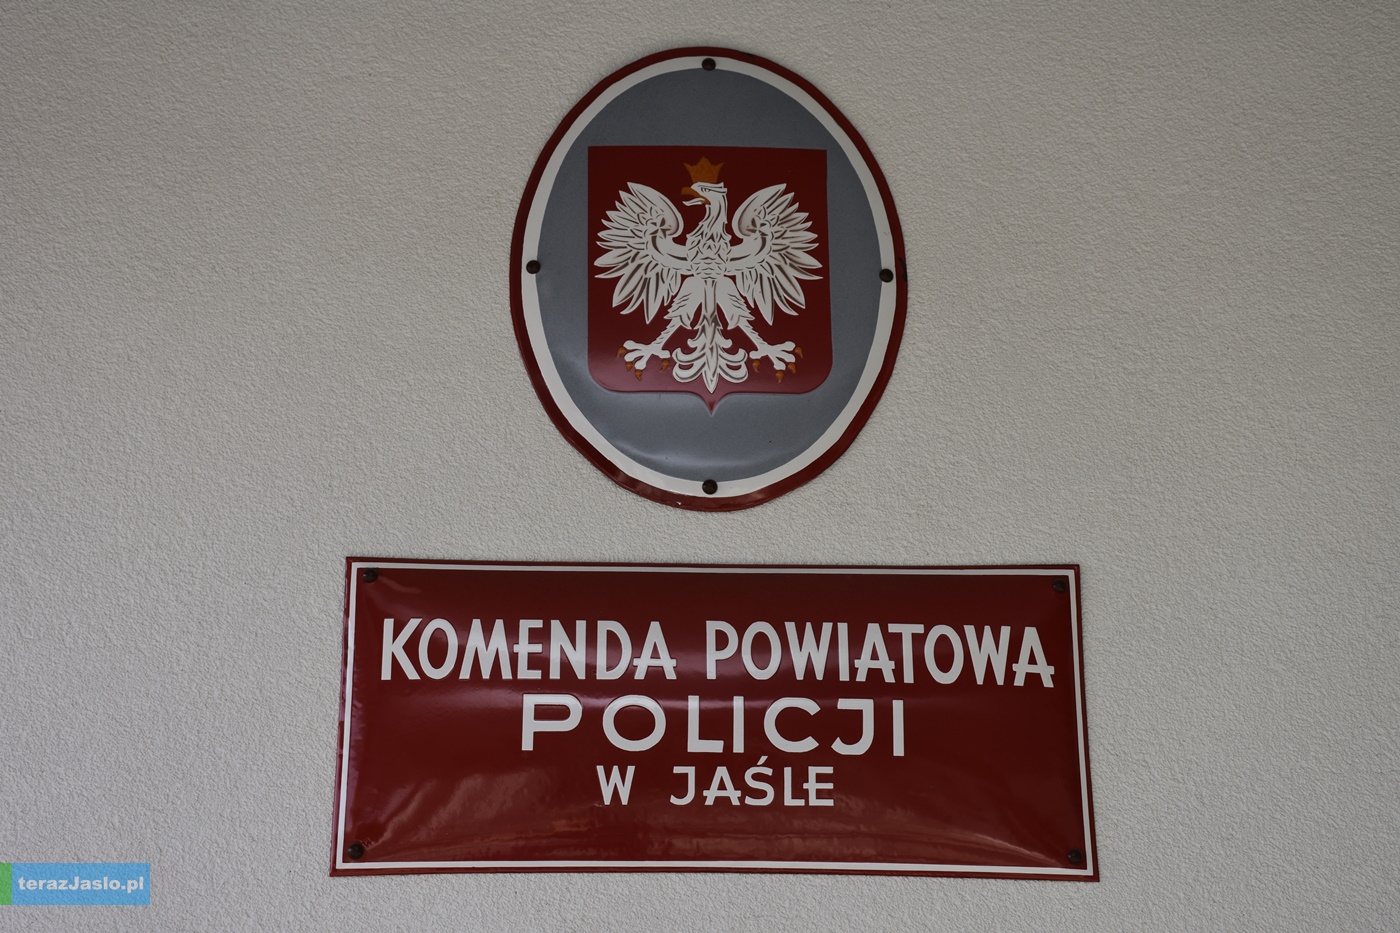 KOMENDA POWIATOWA
POLICJI
W JAŚLE
terazJaslo.pl